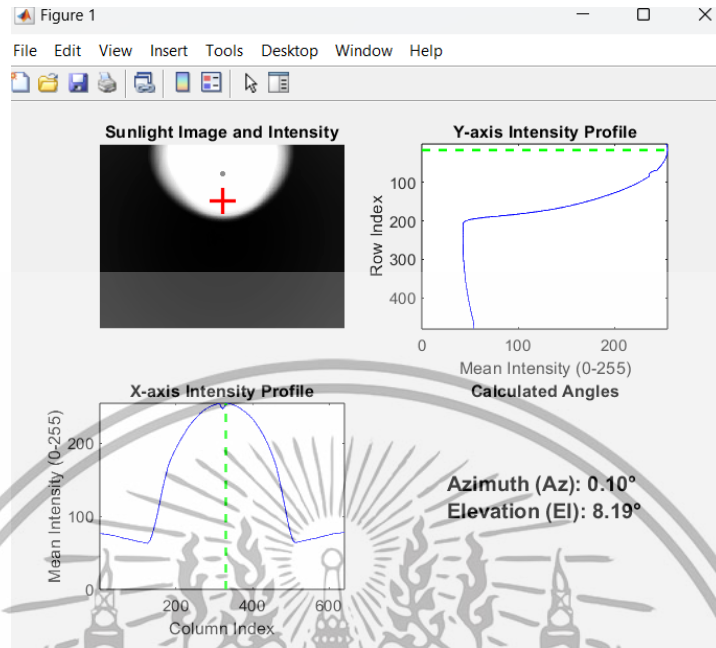 Figure 1
File Edit View Insert Tools Desktop Window Help
Sunlight Image and Intensity
Y-axis Intensity Profile
Row Index
100
200
300
400
0 100 200
Mean Intensity (0-255)
X-axis Intensity Profile
Mean Intensity (0-255)
200
100
0
200 400 600
Column Index
Calculated Angles
Azimuth (Az): 0.10°
Elevation (El): 8.19°